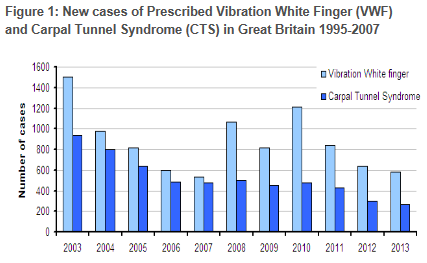 Figure 1: New cases of Prescribed Vibration White Finger (VWF)
and Carpal Tunnel Syndrome (CTS) in Great Britain 1995-2007
Number of cases
1600
1400
1200
1000
800
600
400
200
0
Vibration White finger
Carpal Tunnel Syndrome
2003 2004 2005 2006 2007 2008 2009 2010 2011 2012 2013